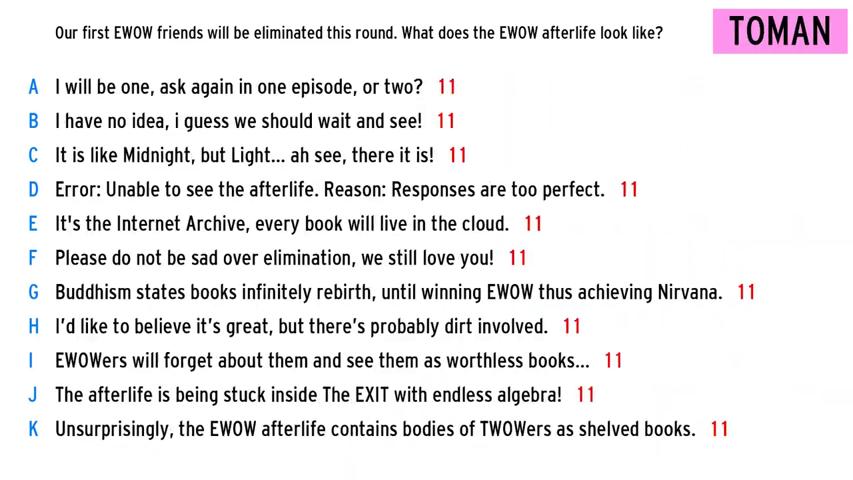 Our first EWOW friends will be eliminated this round. What does the EWOW afterlife look like?
TOMAN
A I will be one, ask again in one episode, or two? 11
B I have no idea, i guess we should wait and see! 11
C It is like Midnight, but Light... ah see, there it is! 11
D Error: Unable to see the afterlife. Reason: Responses are too perfect. 11
E It's the Internet Archive, every book will live in the cloud. 11
F Please do not be sad over elimination, we still love you! 11
G Buddhism states books infinitely rebirth, until winning EWOW thus achieving Nirvana. 11
H I’d like to believe it’s great, but there’s probably dirt involved. 11
I EWOWers will forget about them and see them as worthless books... 11
J The afterlife is being stuck inside The EXIT with endless algebra! 11
K Unsurprisingly, the EWOW afterlife contains bodies of TWOWers as shelved books. 11